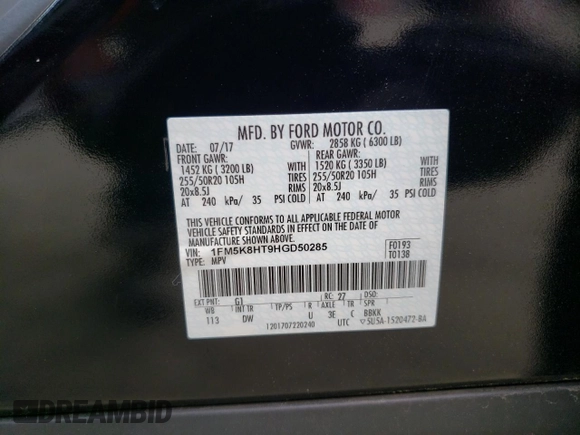 MFD. BY FORD MOTOR CO.
DATE: 07/17 GVWR: 2858 KG ( 6300 LB)
FRONT GAWR: REAR GAWR:
1452 KG ( 3200 LB) WITH 1520 KG ( 3350 LB) WITH
255/50R20 105H TIRES 255/50R20 105H TIRES
20x8.5J RIMS 20x8.5J RIMS
AT 240 kPa/ 35 PSI COLD AT 240 kPa/ 35 PSI COLD
THIS VEHICLE CONFORMS TO ALL APPLICABLE FEDERAL MOTOR
VEHICLE SAFETY STANDARDS IN EFFECT ON THE DATE OF
MANUFACTURE SHOWN ABOVE.
VIN: 1FM5K8HT9HGD50285 F0193
TYPE: MPV T0138
EXT PNT: G1 RC: 27 DSO:
WB INT TR TP/PS R AXLE TR SPR
113 DW U 3E C BBKK
1201707220240 UTC 5U5A-1520472-BA
DREAMBID